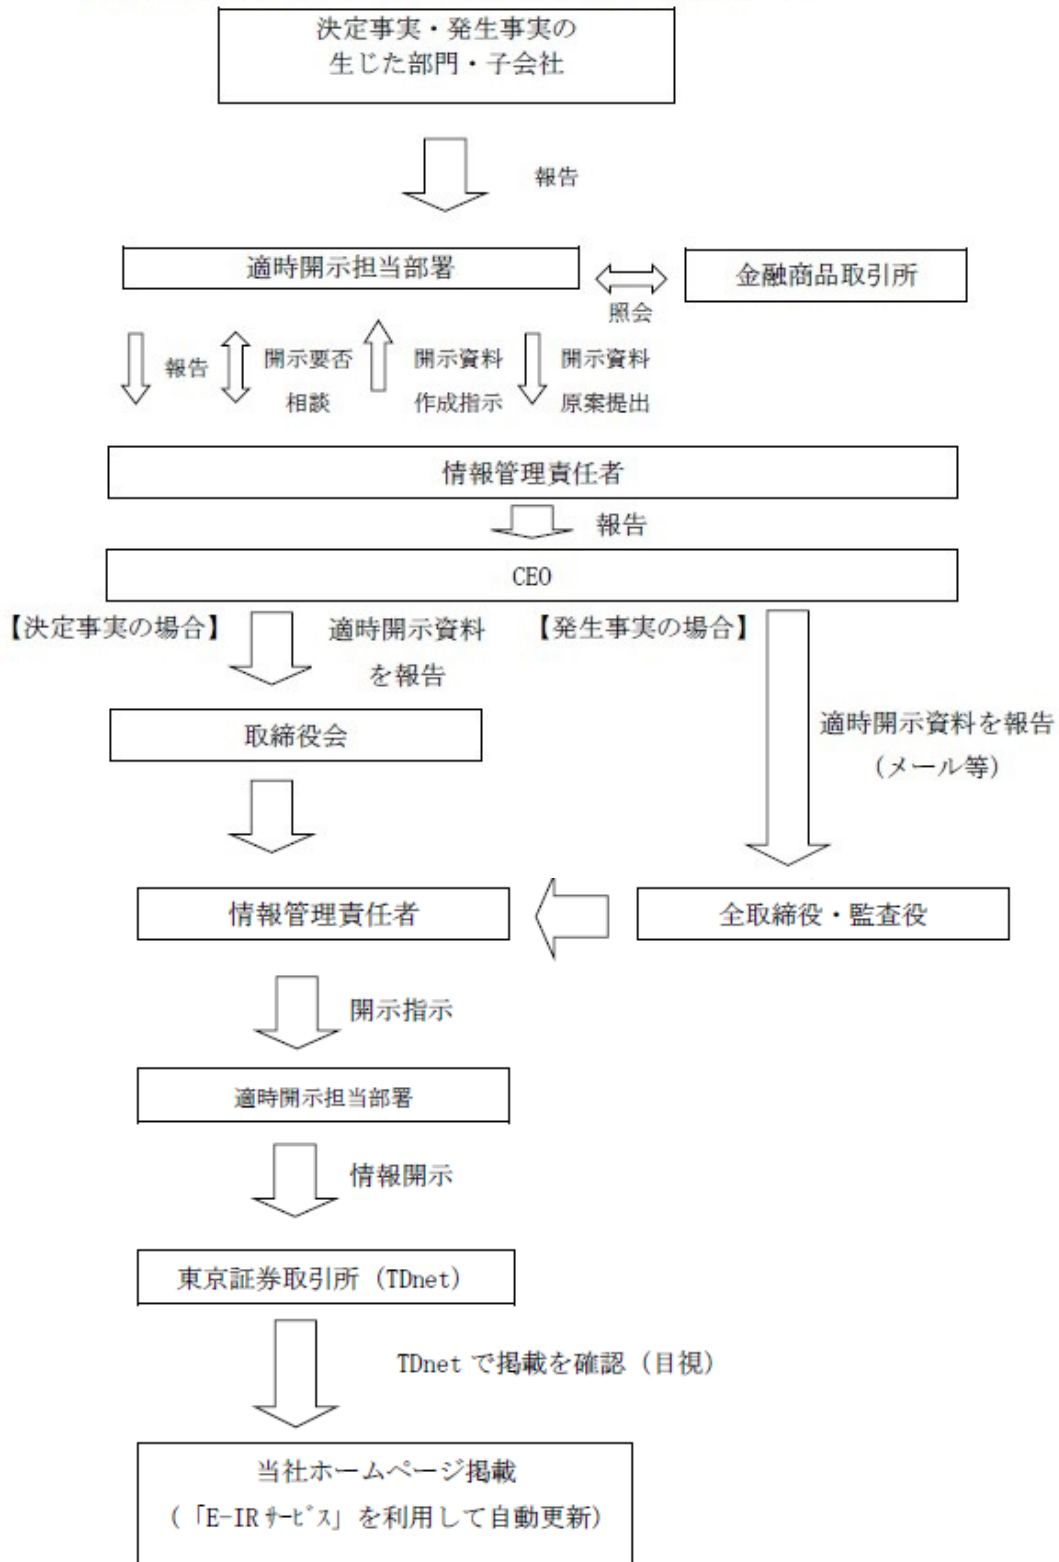 決定事実・発生事実の
生じた部門・子会社
報告
適時開示担当部署
金融商品取引所
照会
報告
開示要否
相談
開示資料
作成指示
開示資料
原案提出
情報管理責任者
報告
CEO
【決定事実の場合】
適時開示資料
を報告
【発生事実の場合】
取締役会
適時開示資料を報告
(メール等)
情報管理責任者
全取締役・監査役
開示指示
適時開示担当部署
情報開示
東京証券取引所(TDnet)
TDnet で掲載を確認(目視)
当社ホームページ掲載
(「E-IRｻｰﾋﾞｽ」を利用して自動更新)